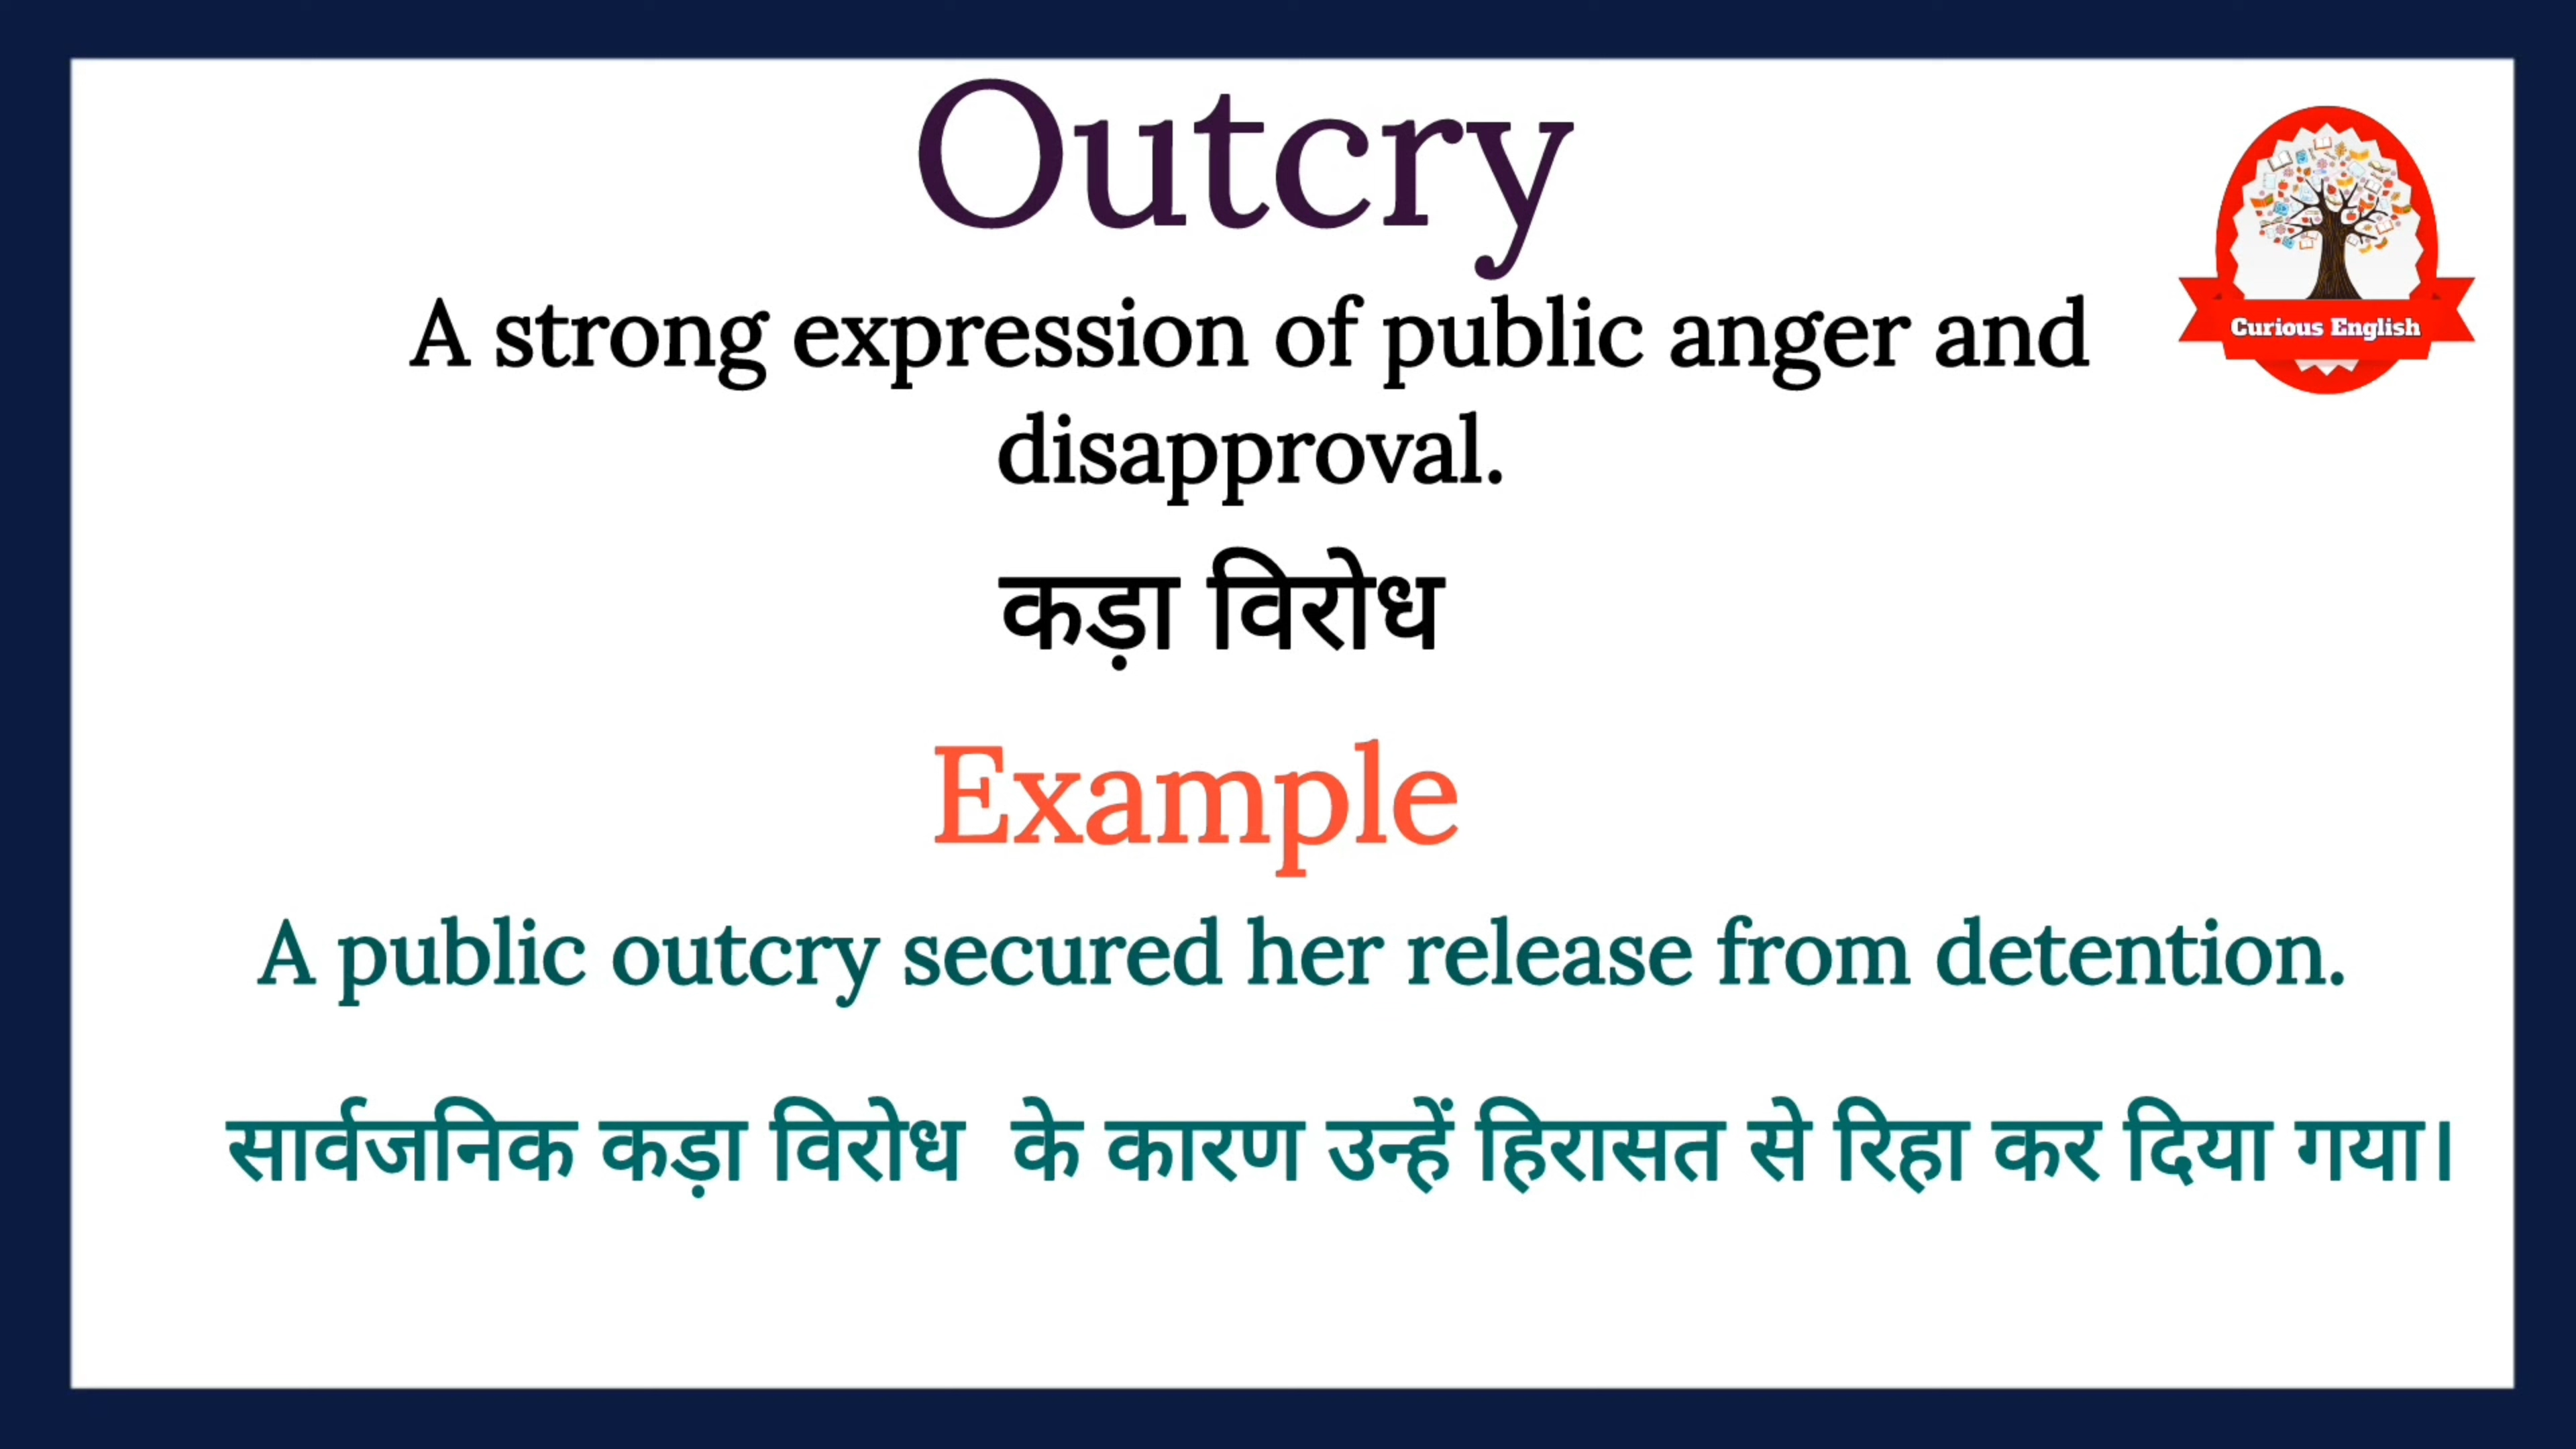 Outcry
A strong expression of public anger and
disapproval.
कड़ा विरोध
Example
A public outcry secured her release from detention.
सार्वजनिक कड़ा विरोध के कारण उन्हें हिरासत से रिहा कर दिया गया।
Curious English